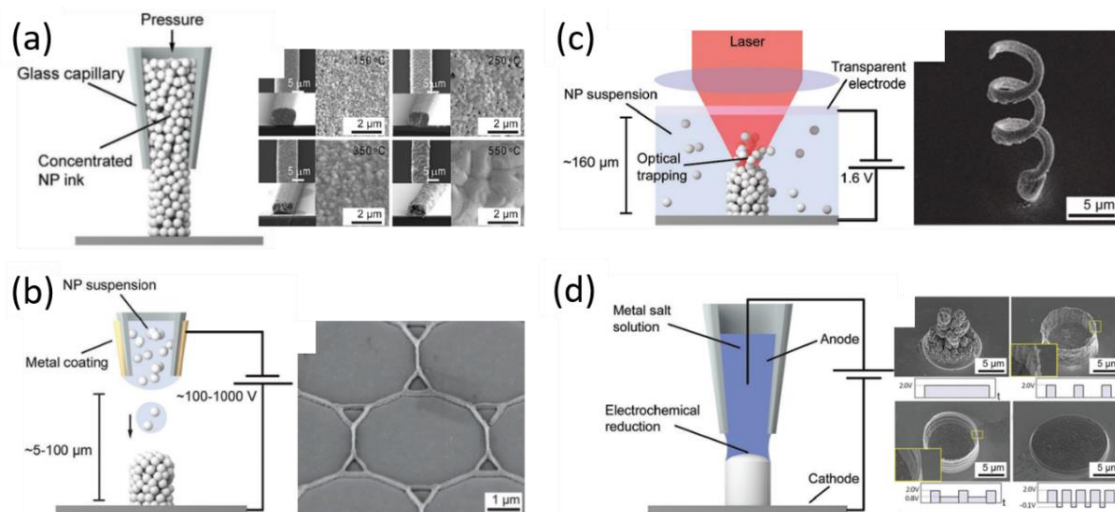 (a)
Pressure
Glass capillary
Concentrated
NP ink
150°C
5 µm
2 µm
250°C
5 µm
2 µm
350°C
5 µm
2 µm
550°C
5 µm
2 µm
(b)
NP suspension
Metal coating
~100-1000 V
~5-100 µm
1 µm
(c)
Laser
Transparent
electrode
NP suspension
~160 µm
Optical
trapping
1.6 V
5 µm
(d)
Metal salt
solution
Anode
Electrochemical
reduction
Cathode
5 µm
5 µm
2.0V
t
2.0V
t
5 µm
5 µm
2.0V
0.8V
t
2.0V
-0.1V
t